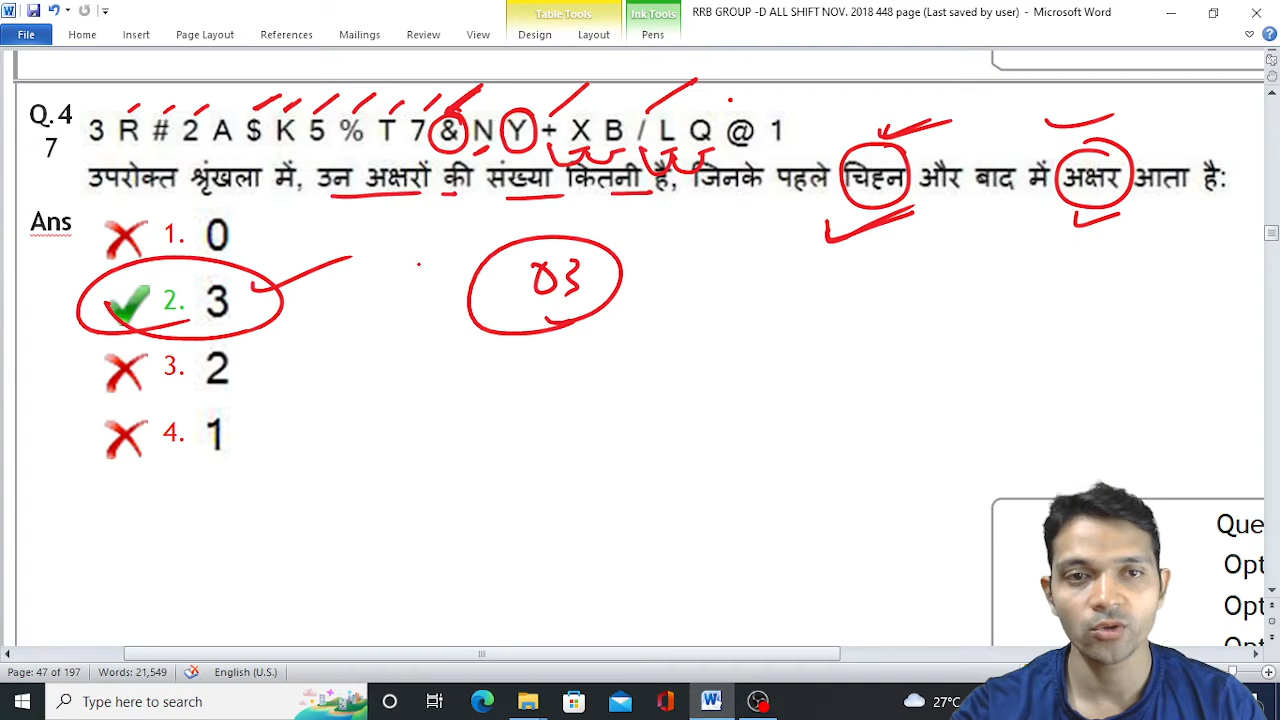 RRB GROUP -D ALL SHIFT NOV. 2018 448 page (Last saved by user) - Microsoft Word
Table Tools
Ink Tools
File Home Insert Page Layout References Mailings Review View Design Layout Pens
Q. 4
7
3 R # 2 A $ K 5 % T 7 & N Y + X B / L Q @ 1
उपरोक्त श्रृंखला में, उन अक्षरों की संख्या कितनी है, जिनके पहले चिह्न और बाद में अक्षर आता है:
Ans
1. 0
2. 3
03
3. 2
4. 1
Que
Opt
Opt
Page: 47 of 197 Words: 21,549 English (U.S.)
Type here to search
27°C